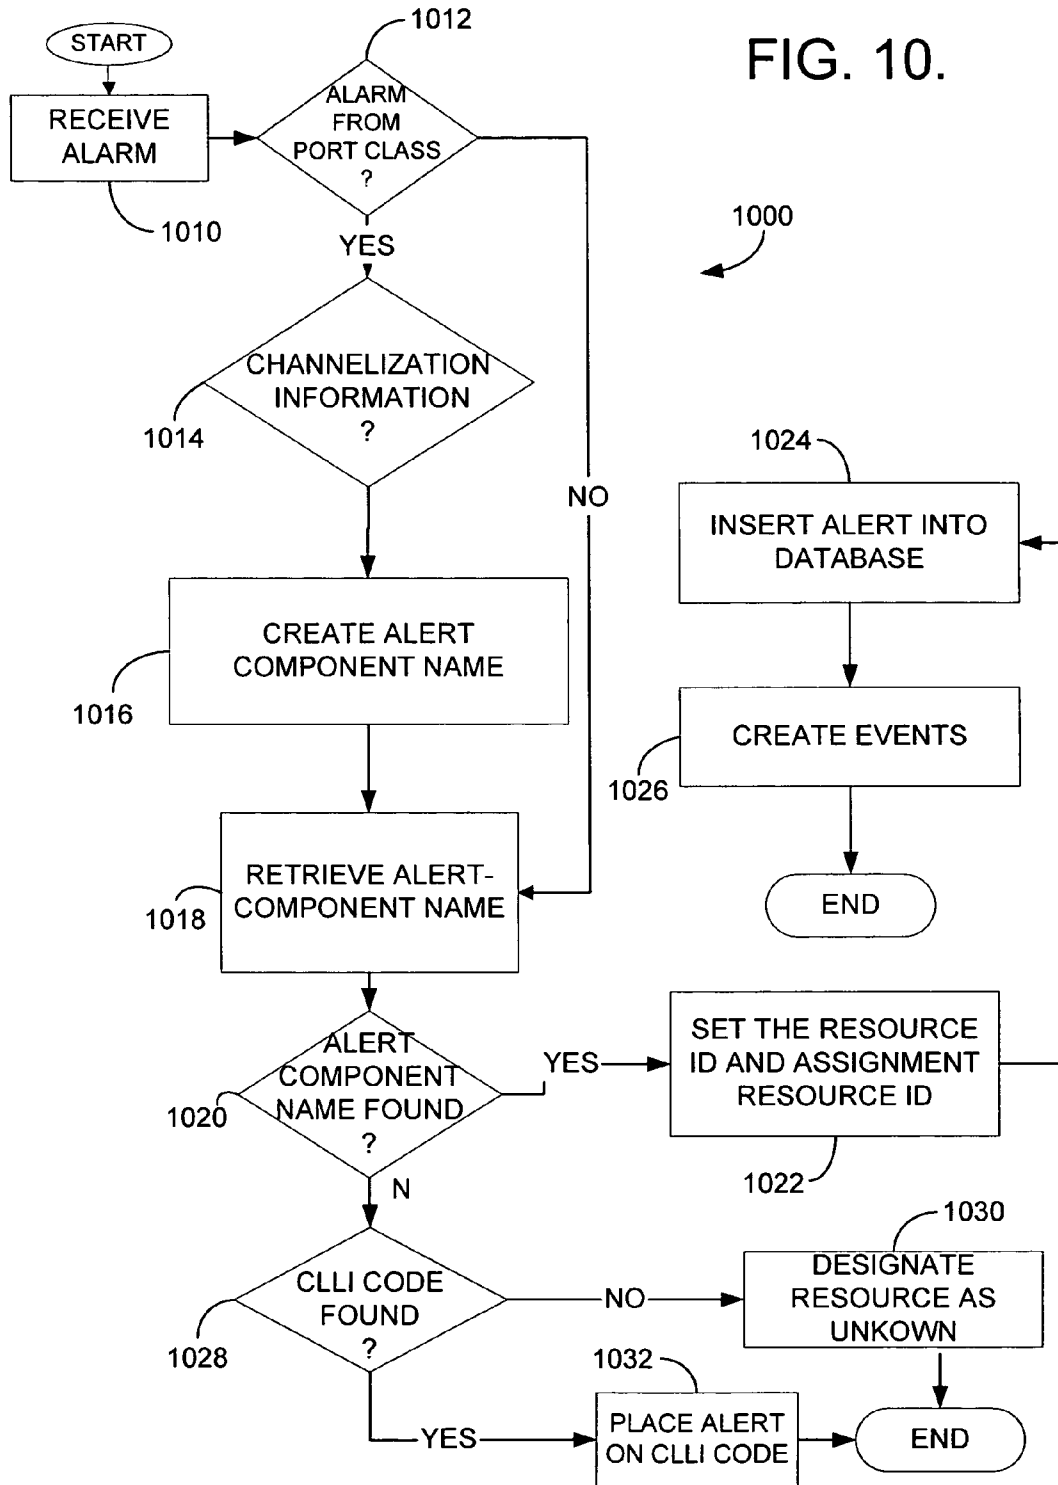 FIG. 10.
1000
START
RECEIVE
ALARM
1010
1012
ALARM
FROM
PORT CLASS
?
YES
NO
CHANNELIZATION
INFORMATION
?
1014
CREATE ALERT
COMPONENT NAME
1016
RETRIEVE ALERT-
COMPONENT NAME
1018
ALERT
COMPONENT
NAME FOUND
?
1020
YES
N
SET THE RESOURCE
ID AND ASSIGNMENT
RESOURCE ID
1022
1024
INSERT ALERT INTO
DATABASE
CREATE EVENTS
1026
END
CLLI CODE
FOUND
?
1028
NO
1030
DESIGNATE
RESOURCE AS
UNKOWN
YES
1032
PLACE ALERT
ON CLLI CODE
END